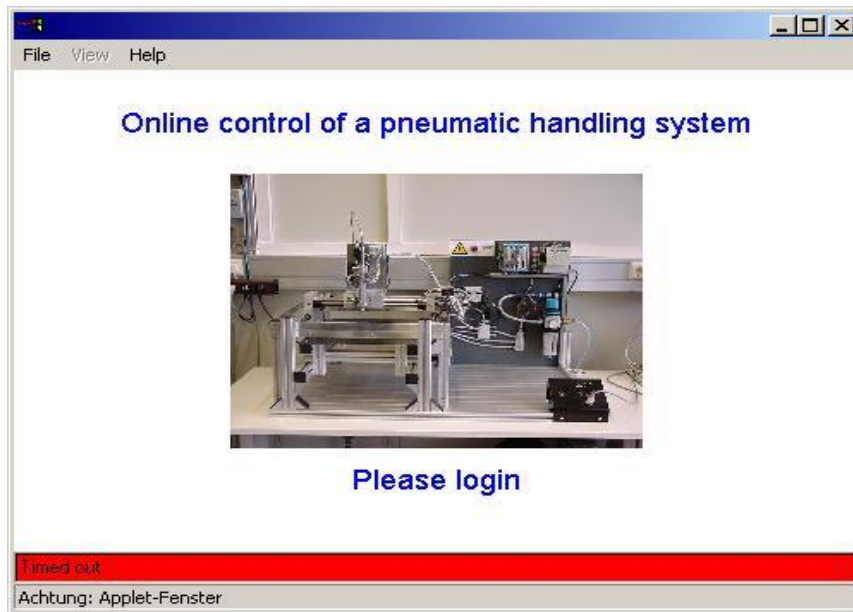 File View Help
Online control of a pneumatic handling system
Please login
Timed out
Achtung: Applet-Fenster